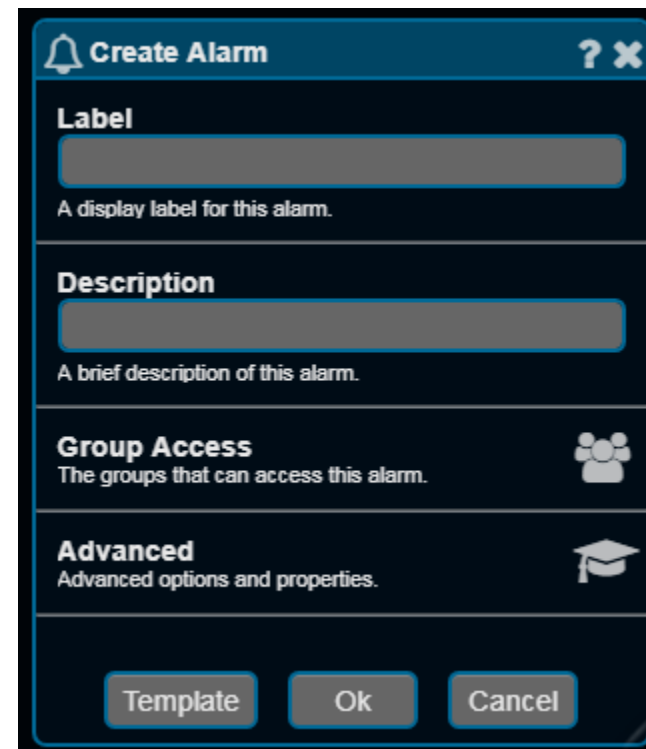 Create Alarm ?
Label
A display label for this alarm.
Description
A brief description of this alarm.
Group Access
The groups that can access this alarm.
Advanced
Advanced options and properties.
Template Ok Cancel